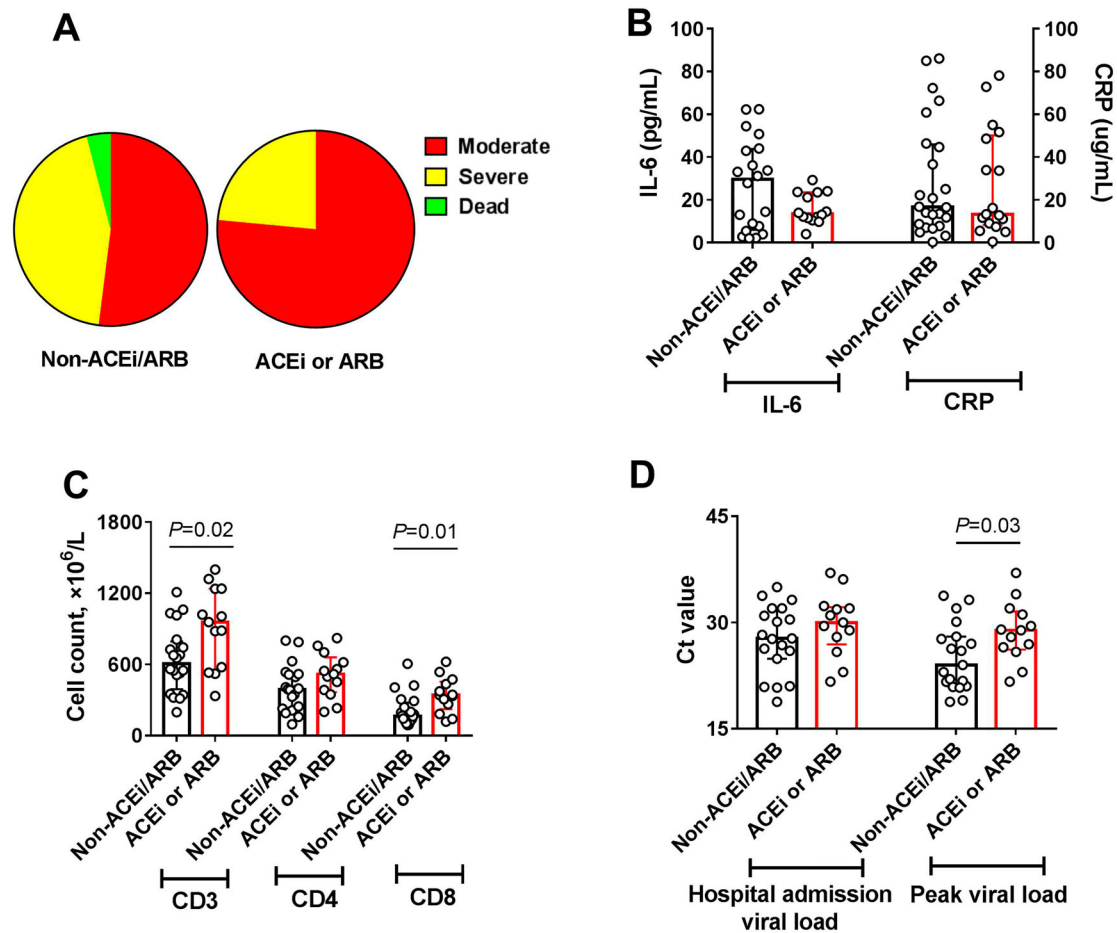 A
Moderate
Severe
Dead
Non-ACEi/ARB
ACEi or ARB
B
IL-6 (pg/mL)
100
80
60
40
20
0
100
80
60
40
20
0
CRP (ug/mL)
Non-ACEi/ARB
ACEi or ARB
Non-ACEi/ARB
ACEi or ARB
IL-6
CRP
C
Cell count, ×10⁶/L
1800
1200
600
0
P=0.02
P=0.01
Non-ACEi/ARB
ACEi or ARB
Non-ACEi/ARB
ACEi or ARB
Non-ACEi/ARB
ACEi or ARB
CD3
CD4
CD8
D
Ct value
45
30
15
P=0.03
Non-ACEi/ARB
ACEi or ARB
Non-ACEi/ARB
ACEi or ARB
Hospital admission
viral load
Peak viral load